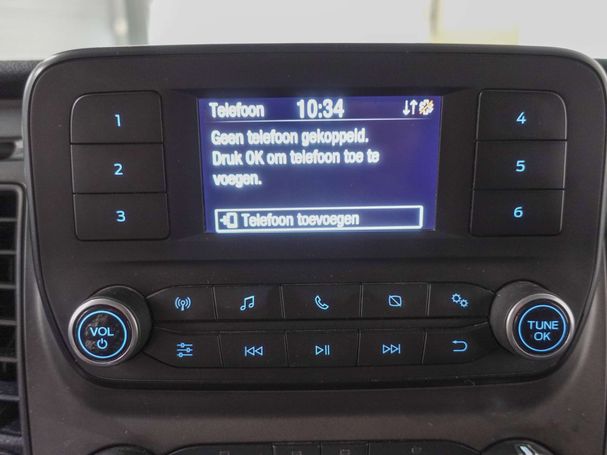 Telefoon 10:34
Geen telefoon gekoppeld.
Druk OK om telefoon toe te
voegen.
Telefoon toevoegen
1
2
3
4
5
6
VOL
TUNE
OK